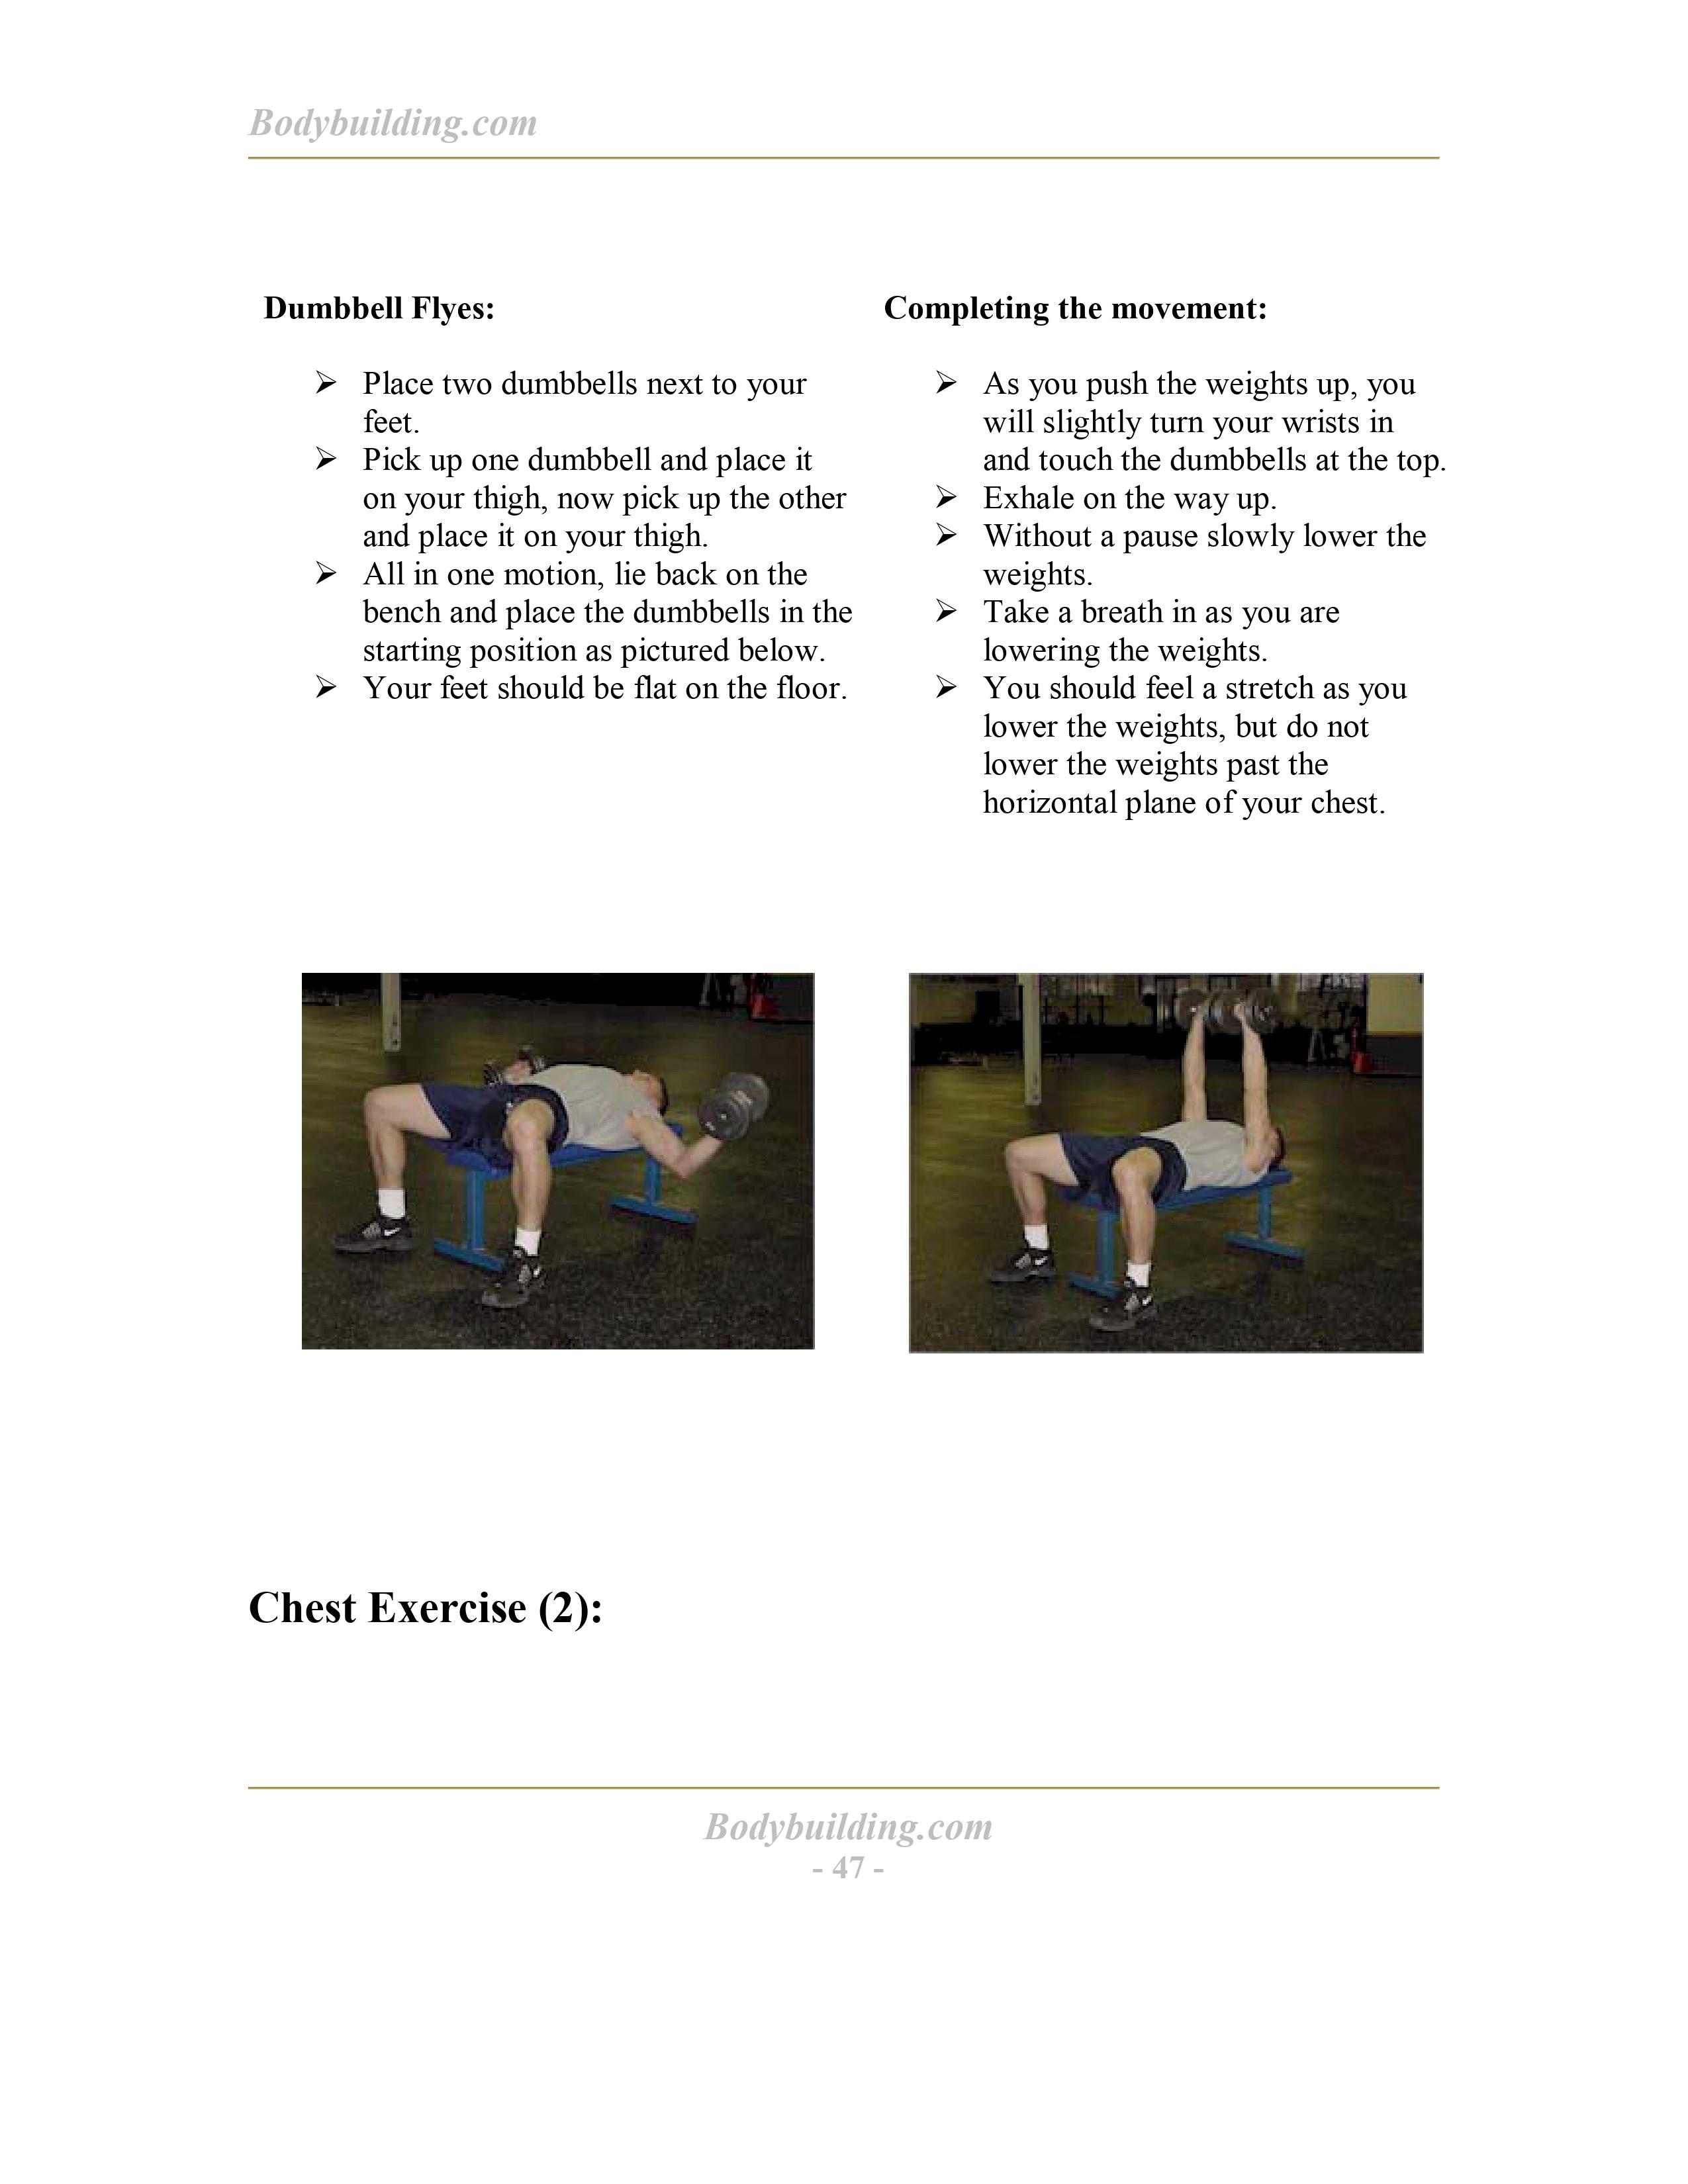 Bodybuilding.com
Dumbbell Flyes:
➢ Place two dumbbells next to your
feet.
➢ Pick up one dumbbell and place it
on your thigh, now pick up the other
and place it on your thigh.
➢ All in one motion, lie back on the
bench and place the dumbbells in the
starting position as pictured below.
➢ Your feet should be flat on the floor.
Completing the movement:
➢ As you push the weights up, you
will slightly turn your wrists in
and touch the dumbbells at the top.
➢ Exhale on the way up.
➢ Without a pause slowly lower the
weights.
➢ Take a breath in as you are
lowering the weights.
➢ You should feel a stretch as you
lower the weights, but do not
lower the weights past the
horizontal plane of your chest.
Chest Exercise (2):
Bodybuilding.com
- 47 -